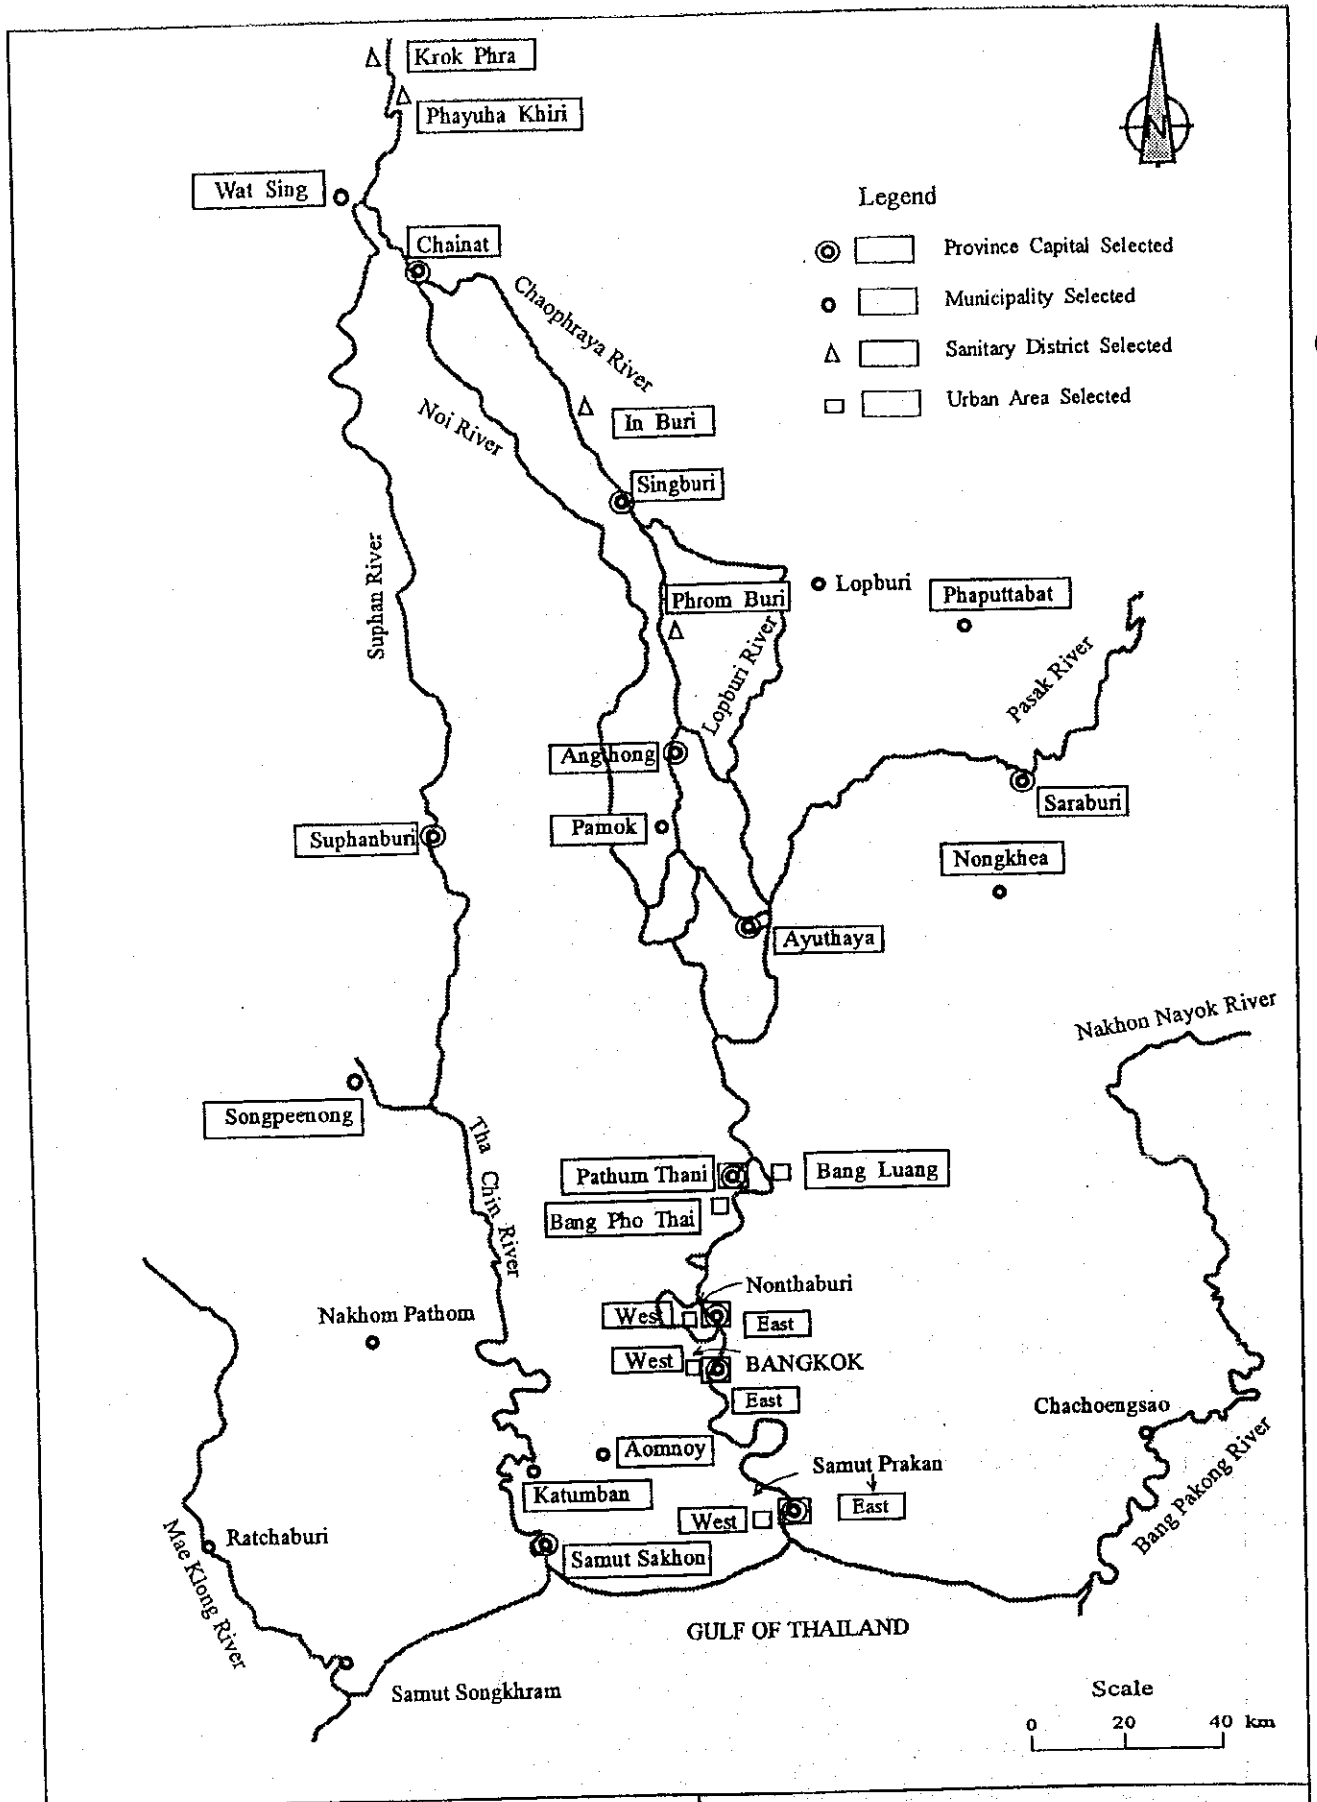 Krok Phra
Phayuha Khiri
N
Wat Sing
Legend
Chainat
Province Capital Selected
Chaophraya River
Municipality Selected
Sanitary District Selected
Urban Area Selected
Noi River
In Buri
Singburi
Suphan River
Lopburi
Phaputtabat
Phrom Buri
Lopburi River
Pasak River
Angthong
Saraburi
Suphanburi
Pamok
Nongkhea
Ayuthaya
Nakhon Nayok River
Songpeenong
Tha Chin River
Pathum Thani
Bang Luang
Bang Pho Thai
Nonthaburi
Nakhom Pathom
West
East
West
BANGKOK
East
Chachoengsao
Aomnoy
Samut Prakan
Katumban
West
East
Bang Pakong River
Ratchaburi
Mae Klong River
Samut Sakhon
GULF OF THAILAND
Samut Songkhram
Scale
0 20 40 km